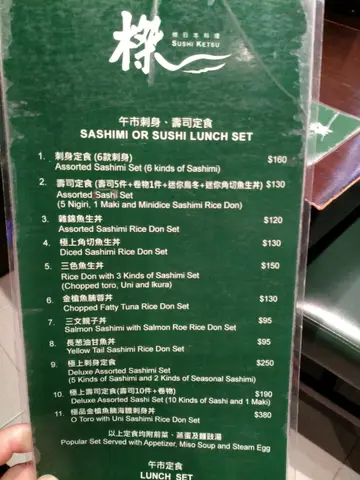 樑
樑日本料理
SUSHI KETSU
午市刺身·壽司定食
SASHIMI OR SUSHI LUNCH SET
1. 刺身定食 (6款刺身) $160
Assorted Sashimi Set (6 kinds of Sashimi)
2. 壽司定食 (壽司5件+卷物1件+迷你烏冬+迷你角切魚生丼) $130
Assorted Sashi Set
(5 Nigiri, 1 Maki and Minidice Sashimi Rice Don)
3. 雜錦魚生丼 $120
Assorted Sashimi Rice Don Set
4. 極上角切魚生丼 $130
Diced Sashimi Rice Don Set
5. 三色魚生丼 $150
Rice Don with 3 Kinds of Sashimi Set
(Chopped toro, Uni and Ikura)
6. 金槍魚腩蓉丼 $130
Chopped Fatty Tuna Rice Don Set
7. 三文親子丼 $95
Salmon Sashimi with Salmon Roe Rice Don Set
8. 長葱油甘魚丼 $95
Yellow Tail Sashimi Rice Don Set
9. 極上刺身定食 $250
Deluxe Assorted Sashimi Set
(5 Kinds of Sashimi and 2 Kinds of Seasonal Sashimi)
10. 極上壽司定食(壽司10件+卷物) $190
Deluxe Assorted Sashi Set (10 Kinds of Sashi and 1 Maki)
11. 極品金槍魚腩海膽刺身丼 $380
O Toro with Uni Sashimi Rice Don Set
以上定食均附前菜·蒸蛋及麵豉湯
Popular Set Served with Appetizer, Miso Soup and Steam Egg
午市定食
LUNCH SET